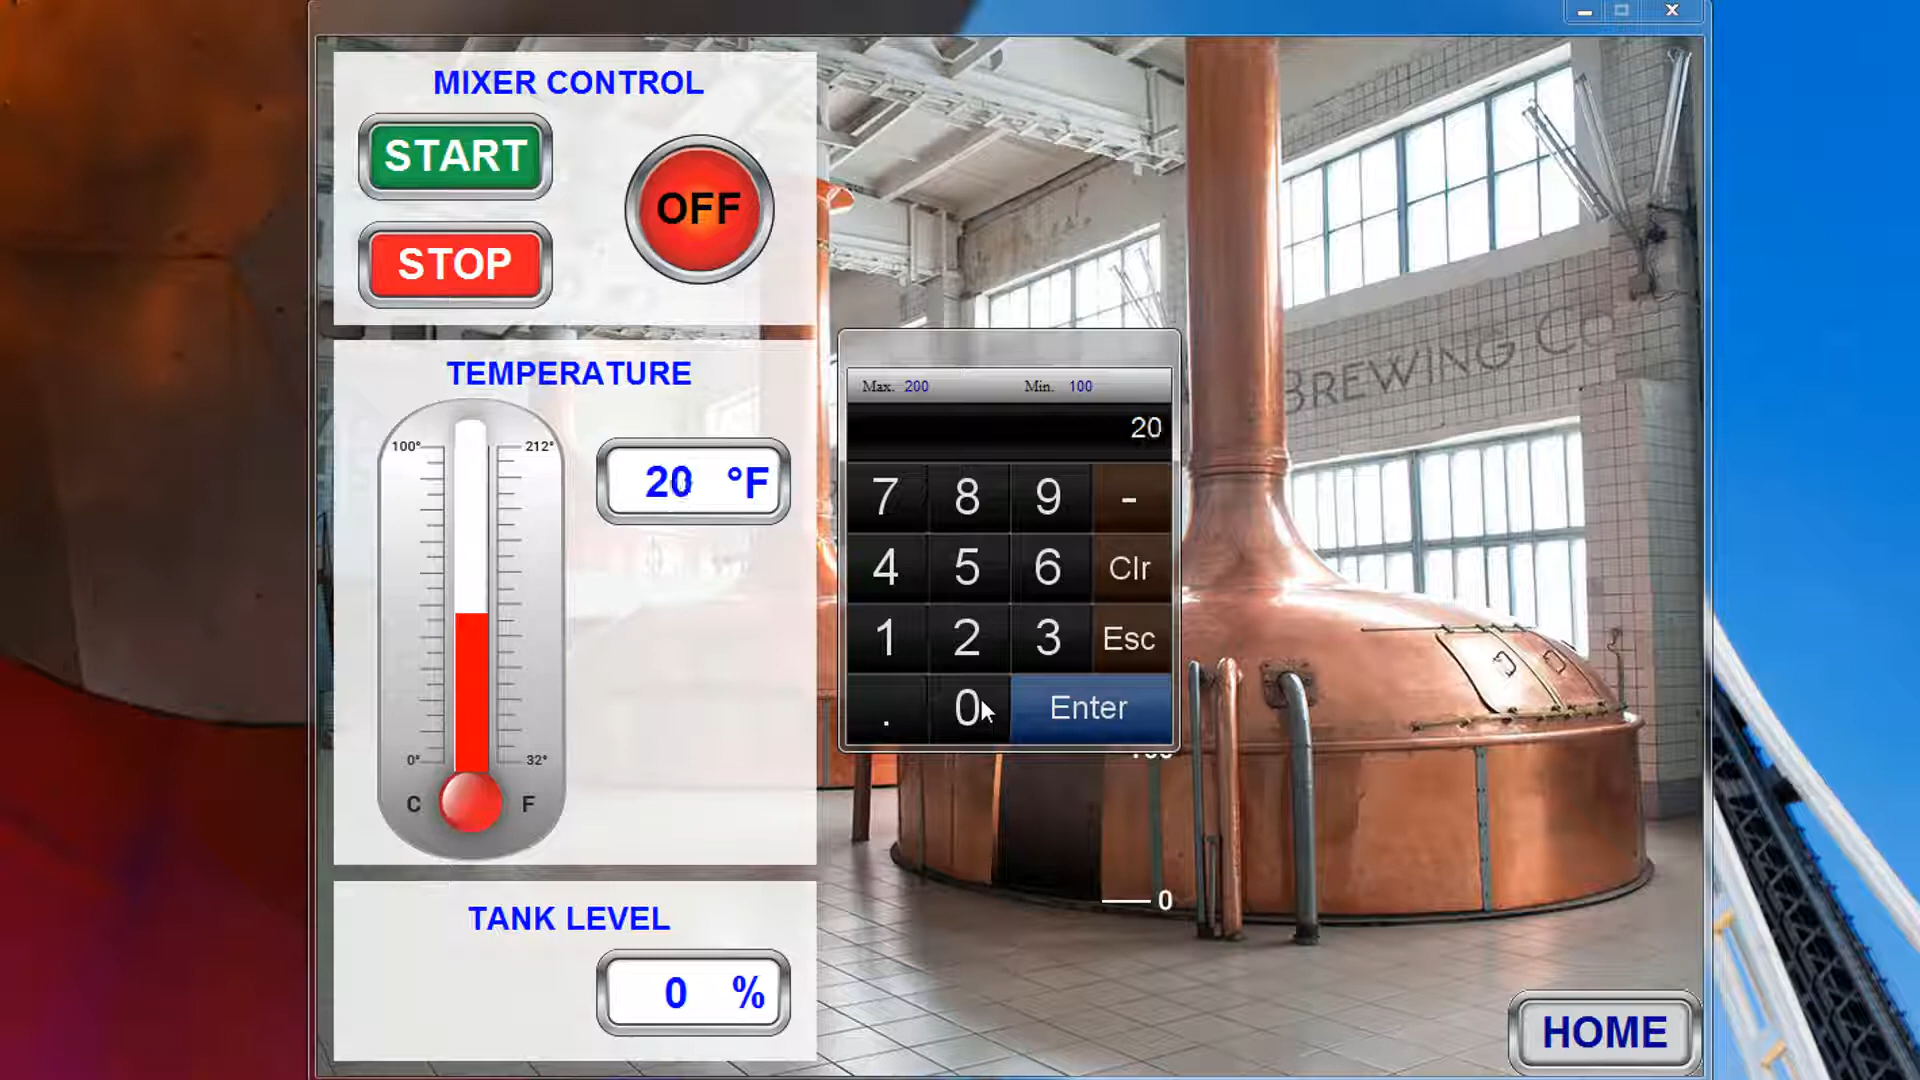 MIXER CONTROL
START
OFF
STOP
TEMPERATURE
100° 212°
20 °F
0° 32°
C F
TANK LEVEL
0 %
Max. 200 Min. 100
20
7 8 9 -
4 5 6 Clr
1 2 3 Esc
. 0 Enter
0
BREWING Co
HOME